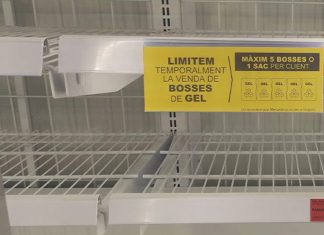 LIMITEM
TEMPORALMENT
LA VENDA DE
BOSSES
DE GEL
MÀXIM 5 BOSSES O
1 SAC PER CLIENT
GEL GEL GEL GEL GEL